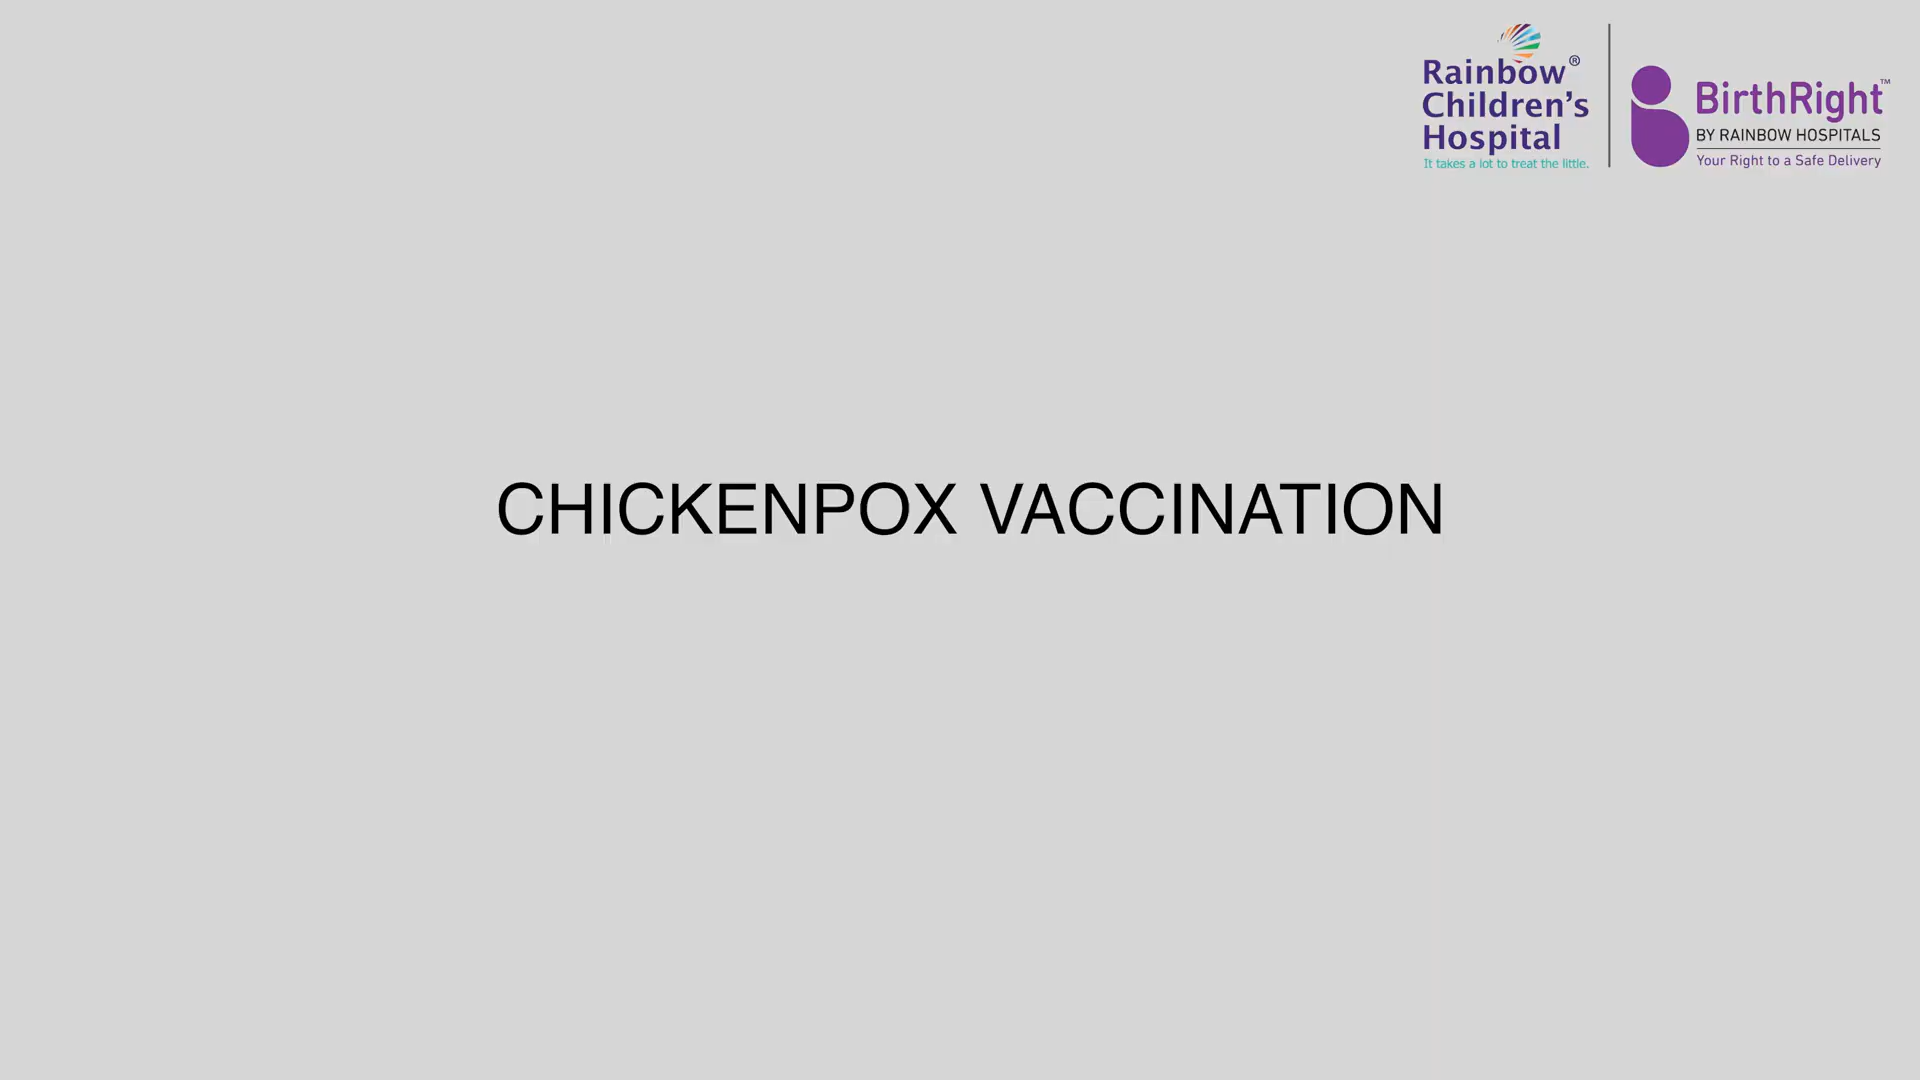 Rainbow®
Children's
Hospital
It takes a lot to treat the little.
BirthRight™
BY RAINBOW HOSPITALS
Your Right to a Safe Delivery
CHICKENPOX VACCINATION